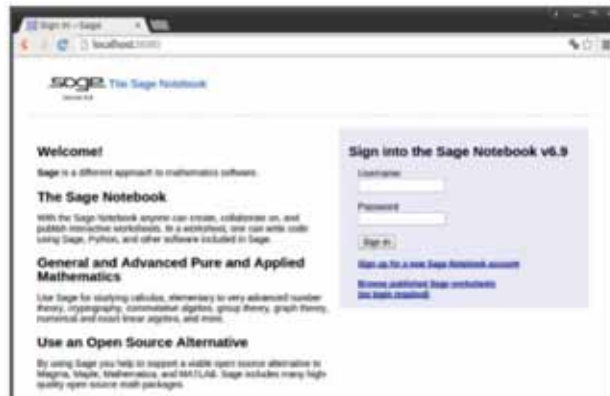 Sign In – Sage
localhost:8080
sage The Sage Notebook
Welcome!
Sage is a different approach to mathematics software.
The Sage Notebook
With the Sage Notebook anyone can create, collaborate on, and
publish interactive worksheets. In a worksheet, one can write code
using Sage, Python, and other software included in Sage.
General and Advanced Pure and Applied
Mathematics
Use Sage for studying calculus, elementary to very advanced number
theory, cryptography, commutative algebra, group theory, graph theory,
numerical and exact linear algebra, and more.
Use an Open Source Alternative
By using Sage you help to support a viable open source alternative to
Magma, Maple, Mathematica, and MATLAB. Sage includes many high-
quality open source math packages.
Sign into the Sage Notebook v6.9
Username
Password
Sign In
Sign up for a new Sage Notebook account
Browse published Sage worksheets
(no login required)